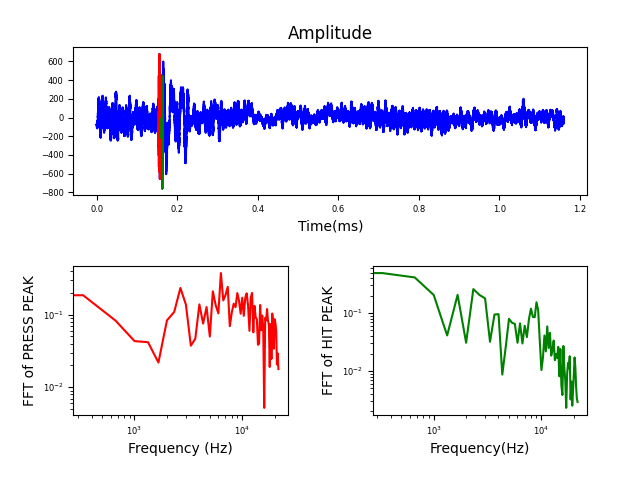 Amplitude
600
400
200
0
−200
−400
−600
−800
0.0 0.2 0.4 0.6 0.8 1.0 1.2
Time(ms)
FFT of PRESS PEAK
10⁻¹
10⁻²
10³ 10⁴
Frequency (Hz)
FFT of HIT PEAK
10⁻¹
10⁻²
10³ 10⁴
Frequency(Hz)